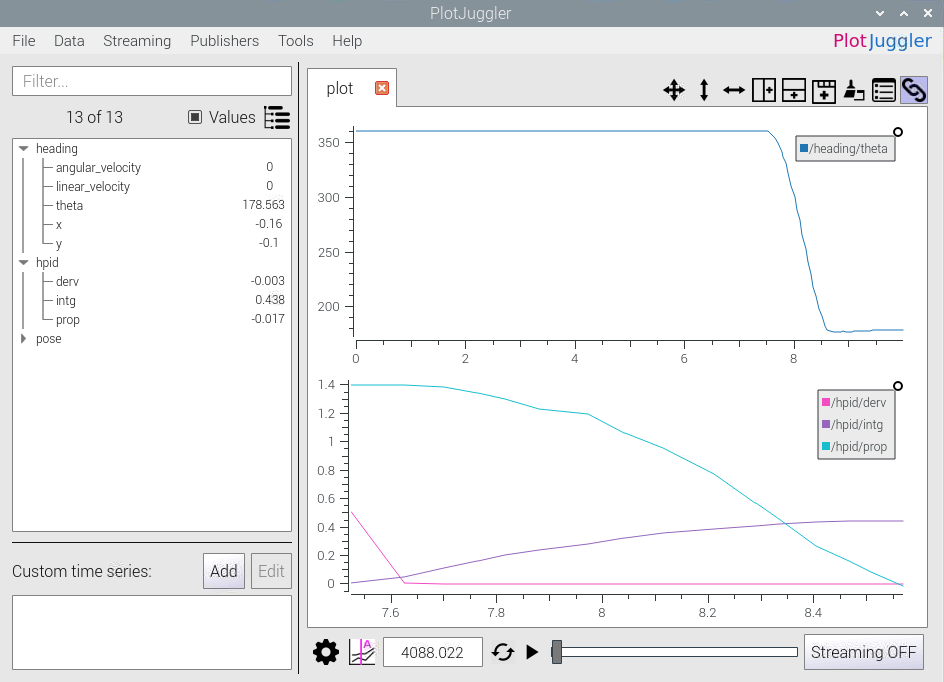 PlotJuggler
File Data Streaming Publishers Tools Help
PlotJuggler
Filter...
13 of 13
Values
heading
angular_velocity 0
linear_velocity 0
theta 178.563
x -0.16
y -0.1
hpid
derv -0.003
intg 0.438
prop -0.017
pose
Custom time series:
Add
Edit
plot
350
300
250
200
0 2 4 6 8
/heading/theta
1.4
1.2
1
0.8
0.6
0.4
0.2
0
7.6 7.8 8 8.2 8.4
/hpid/derv
/hpid/intg
/hpid/prop
A
4088.022
Streaming OFF